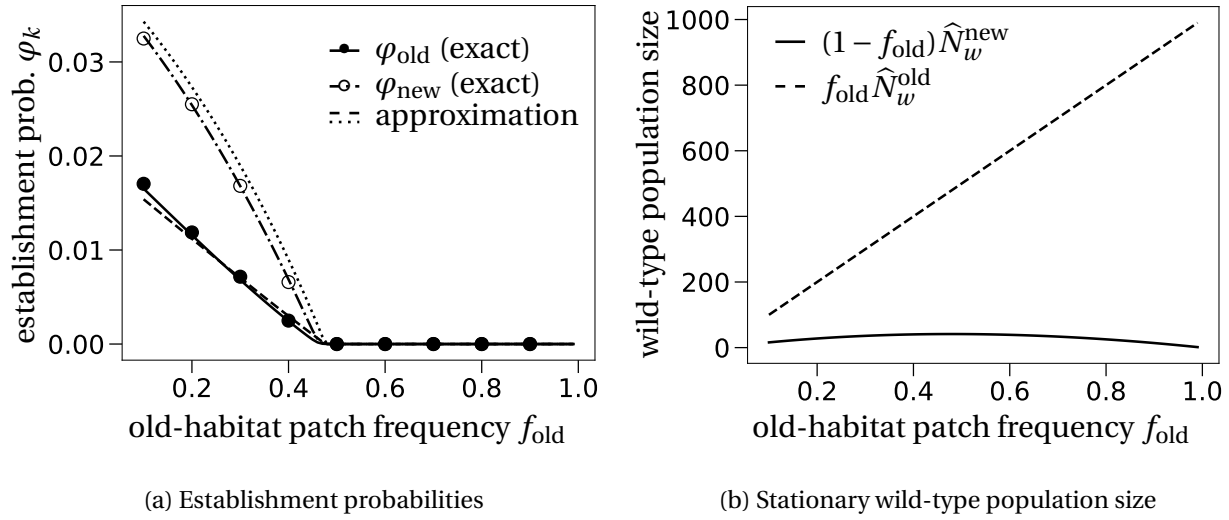 establishment prob. φₖ
0.03
0.02
0.01
0.00
φ_old (exact)
φ_new (exact)
approximation
0.2 0.4 0.6 0.8 1.0
old-habitat patch frequency f_old
(a) Establishment probabilities
wild-type population size
1000
800
600
400
200
0
(1 – f_old) N̂_w^new
f_old N̂_w^old
0.2 0.4 0.6 0.8 1.0
old-habitat patch frequency f_old
(b) Stationary wild-type population size